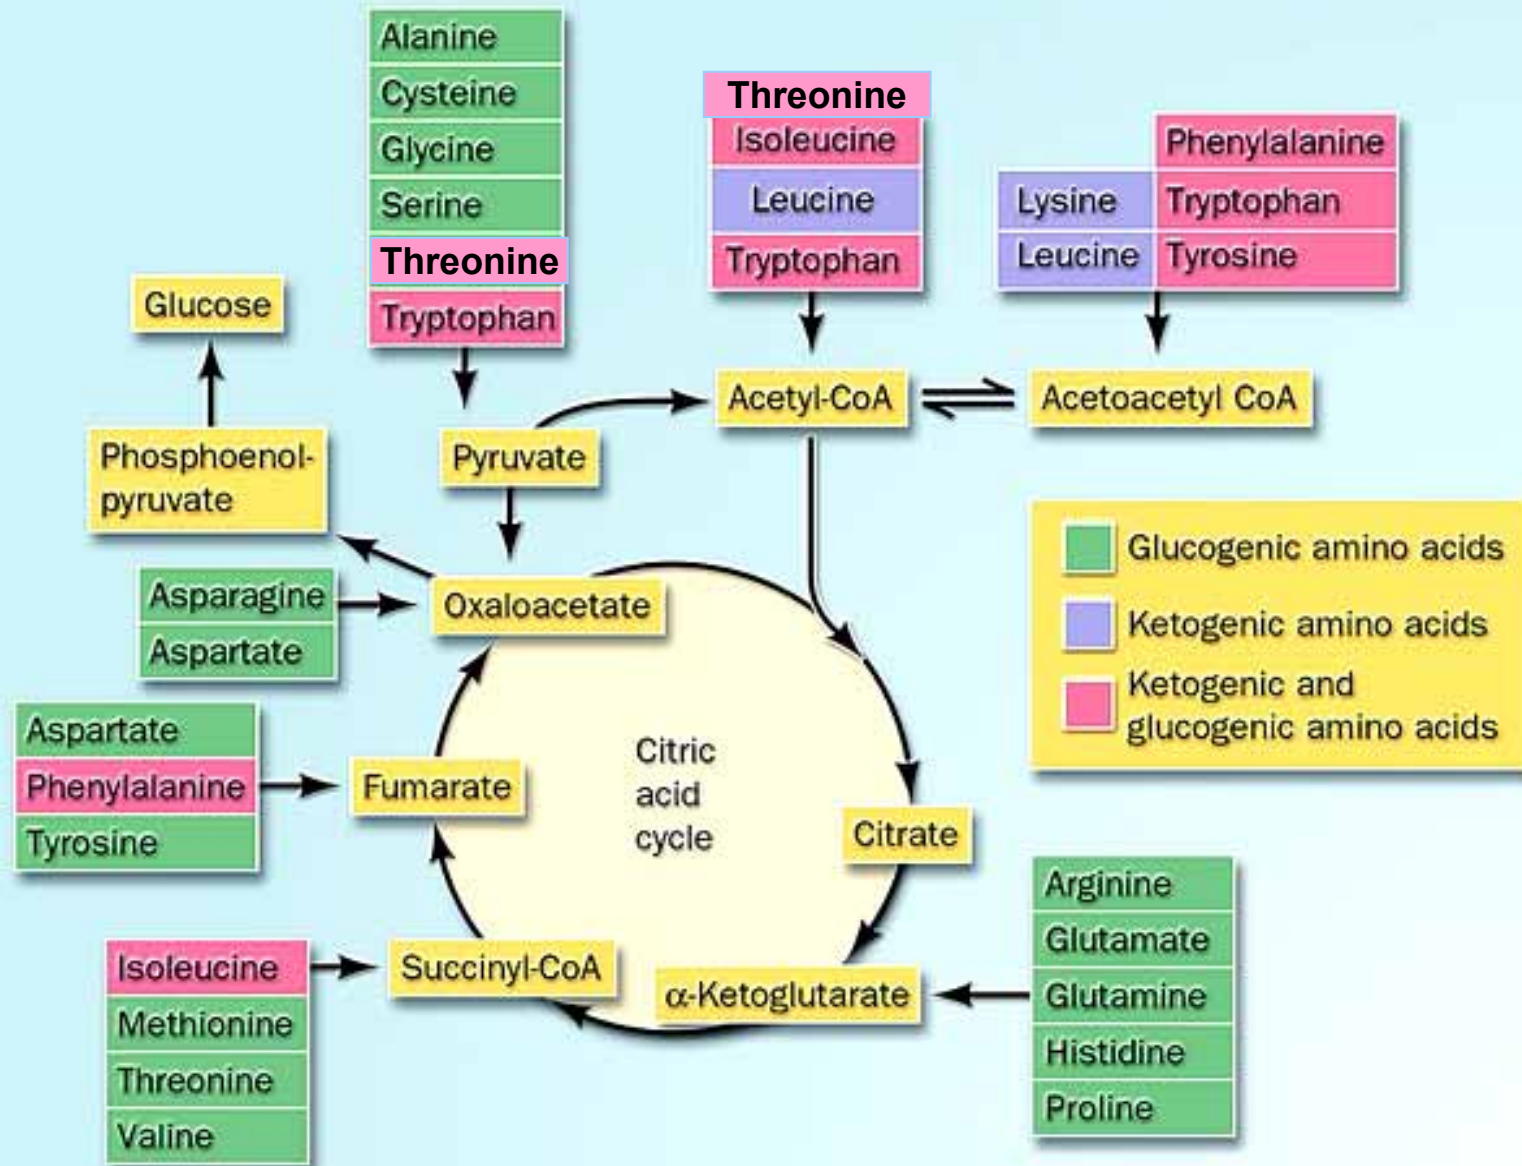 Alanine
Cysteine
Glycine
Serine
Threonine
Tryptophan
Threonine
Isoleucine
Leucine
Tryptophan
Phenylalanine
Lysine
Tryptophan
Leucine
Tyrosine
Glucose
Phosphoenol-
pyruvate
Pyruvate
Acetyl-CoA
Acetoacetyl CoA
Glucogenic amino acids
Ketogenic amino acids
Ketogenic and
glucogenic amino acids
Asparagine
Aspartate
Oxaloacetate
Aspartate
Phenylalanine
Tyrosine
Fumarate
Citric
acid
cycle
Citrate
Isoleucine
Methionine
Threonine
Valine
Succinyl-CoA
α-Ketoglutarate
Arginine
Glutamate
Glutamine
Histidine
Proline